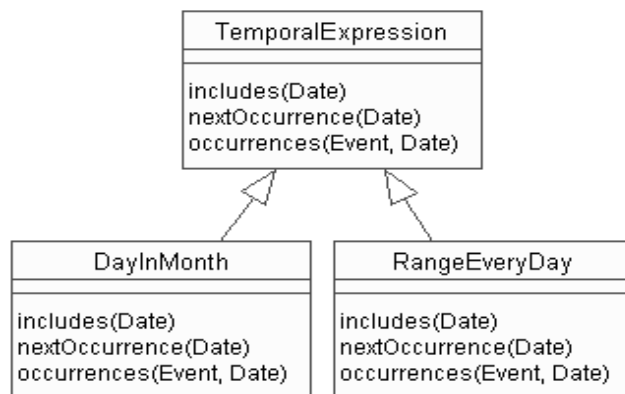 TemporalExpression
includes(Date)
nextOccurrence(Date)
occurrences(Event, Date)
DayInMonth
includes(Date)
nextOccurrence(Date)
occurrences(Event, Date)
RangeEveryDay
includes(Date)
nextOccurrence(Date)
occurrences(Event, Date)